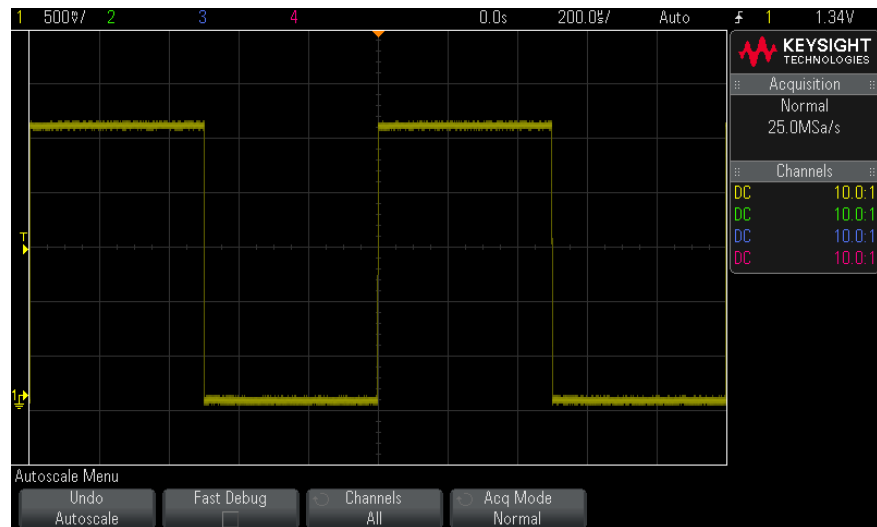 1 500mV/ 2 3 4 0.0s 200.0µs/ Auto 1 1.34V
KEYSIGHT
TECHNOLOGIES
Acquisition
Normal
25.0MSa/s
Channels
DC 10.0:1
DC 10.0:1
DC 10.0:1
DC 10.0:1
T
1
Autoscale Menu
Undo
Autoscale
Fast Debug
Channels
All
Acq Mode
Normal